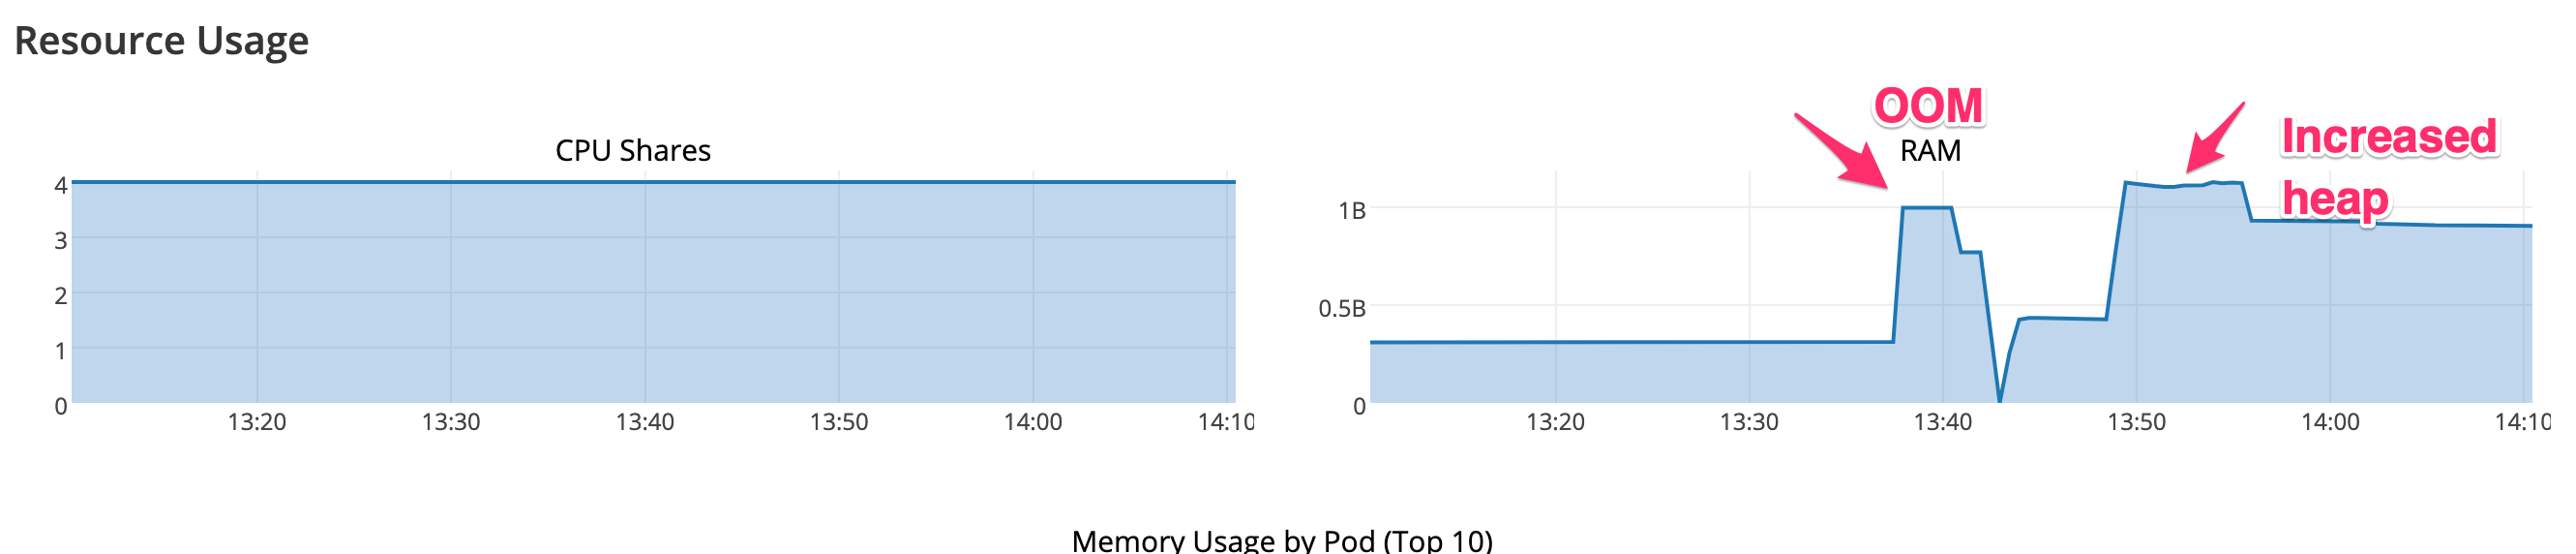 Resource Usage
CPU Shares
4
3
2
1
0
13:20 13:30 13:40 13:50 14:00 14:10
OOM
RAM
Increased
heap
1B
0.5B
0
13:20 13:30 13:40 13:50 14:00 14:10
Memory Usage by Pod (Top 10)